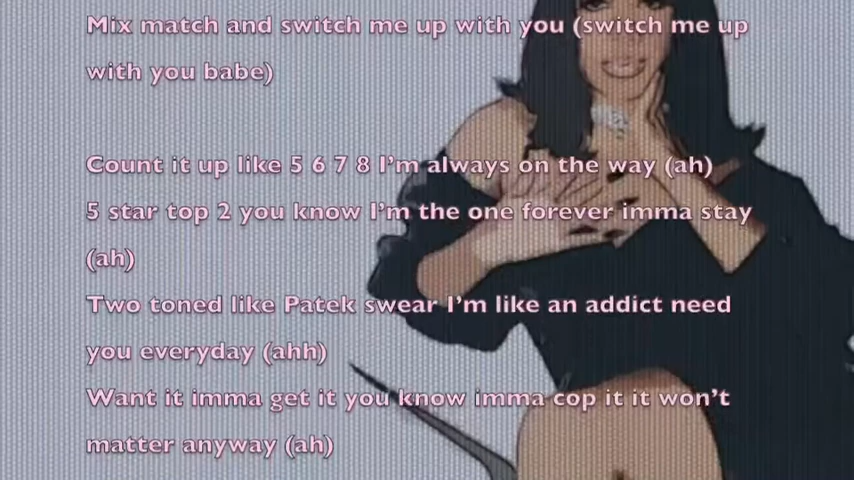 Mix match and switch me up with you (switch me up
with you babe)
Count it up like 5 6 7 8 I'm always on the way (ah)
5 star top 2 you know I'm the one forever imma stay
(ah)
Two toned like Patek swear I'm like an addict need
you everyday (ahh)
Want it imma get it you know imma cop it it won't
matter anyway (ah)